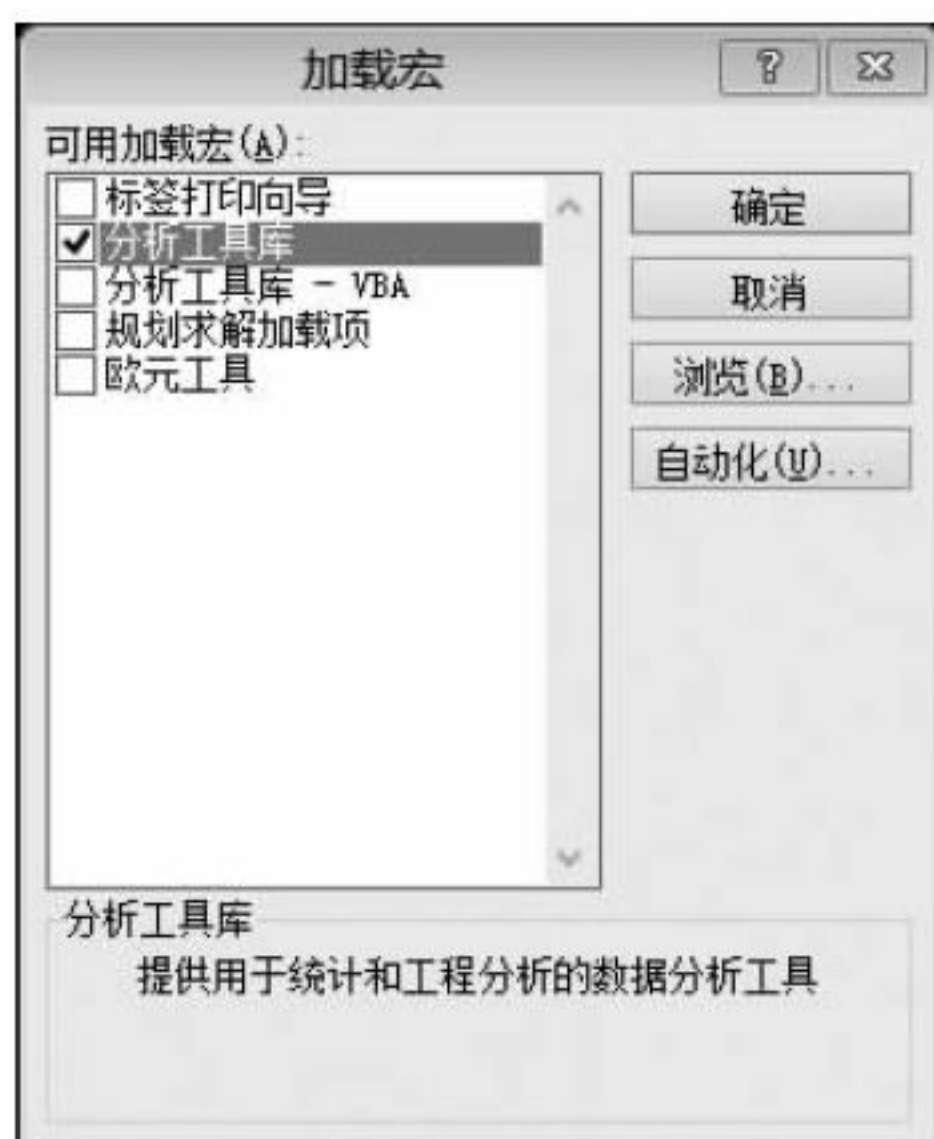 加载宏
可用加载宏(A):
标签打印向导
分析工具库
分析工具库 - VBA
规划求解加载项
欧元工具
确定
取消
浏览(B)...
自动化(U)...
分析工具库
提供用于统计和工程分析的数据分析工具